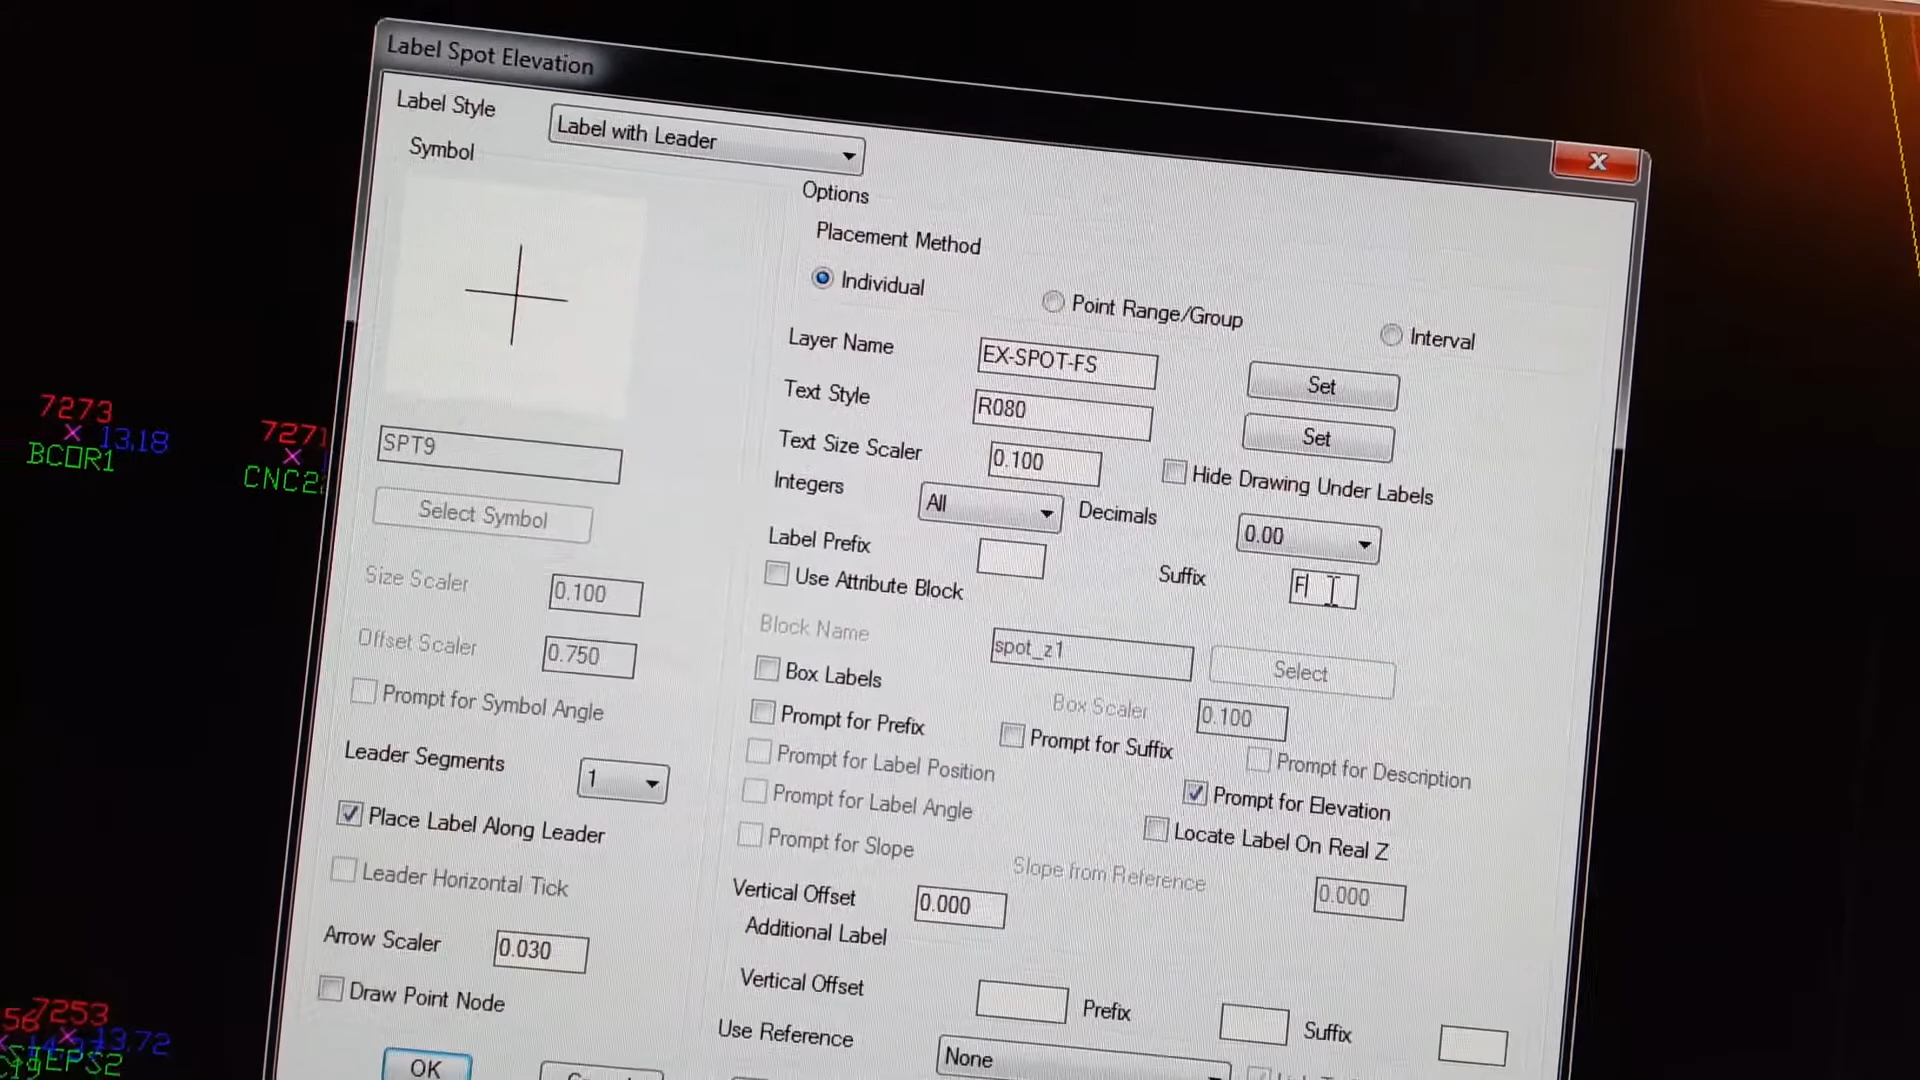 Label Spot Elevation
Label Style
Label with Leader
Symbol
Options
Placement Method
Individual
Point Range/Group
Interval
Layer Name
EX-SPOT-FS
Set
Text Style
R080
Set
Text Size Scaler
0.100
Hide Drawing Under Labels
SPT9
Integers
All
Decimals
0.00
Select Symbol
Label Prefix
Suffix
F
Use Attribute Block
Size Scaler
0.100
Block Name
spot_z1
Select
Offset Scaler
0.750
Box Labels
Box Scaler
0.100
Prompt for Symbol Angle
Prompt for Prefix
Prompt for Suffix
Prompt for Description
Leader Segments
1
Prompt for Label Position
Prompt for Elevation
Place Label Along Leader
Prompt for Label Angle
Locate Label On Real Z
Leader Horizontal Tick
Prompt for Slope
Slope from Reference
0.000
Vertical Offset
0.000
Arrow Scaler
0.030
Additional Label
Draw Point Node
Vertical Offset
Prefix
Suffix
Use Reference
None
OK
7273
13.18
BCOR1
7271
CNC2
7253
13.72